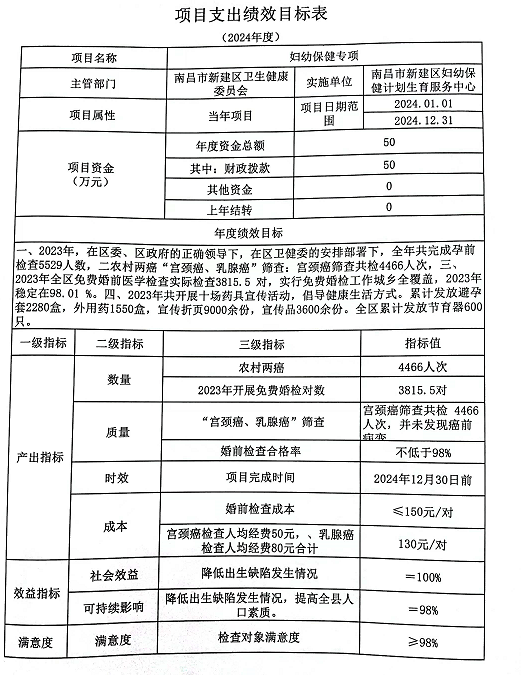 项目支出绩效目标表
（2024年度）
项目名称 妇幼保健专项
主管部门 南昌市新建区卫生健康委员会 实施单位 南昌市新建区妇幼保健计划生育服务中心
项目属性 当年项目 项目日期范围 2024.01.01
2024.12.31
项目资金（万元） 年度资金总额 50
其中：财政拨款 50
其他资金 0
上年结转 0
年度绩效目标
一、2023年，在区委、区政府的正确领导下，在区卫健委的安排部署下，全年共完成孕前
检查5529人数，二农村两癌“宫颈癌、乳腺癌”筛查：宫颈癌筛查共检4466人次，三、
2023年全区免费婚前医学检查实际检查3815.5 对，实行免费婚检工作城乡全覆盖，2023年
稳定在98.01 %。四、2023年共开展十场药具宣传活动，倡导健康生活方式。累计发放避孕
套2280盒，外用药1550盒，宣传折页9000余份，宣传品3600余份。全区累计发放节育器600
只。
一级指标 二级指标 三级指标 指标值
产出指标 数量 农村两癌 4466人次
2023年开展免费婚检对数 3815.5对
质量 “宫颈癌、乳腺癌”筛查 宫颈癌筛查共检 4466人次，并未发现癌前病变
婚前检查合格率 不低于98%
时效 项目完成时间 2024年12月30日前
成本 婚前检查成本 ≤150元/对
宫颈癌检查人均经费50元，、乳腺癌检查人均经费80元合计 130元/对
效益指标 社会效益 降低出生缺陷发生情况 ＝100%
可持续影响 降低出生缺陷发生情况，提高全县人口素质。 ＝98%
满意度 满意度 检查对象满意度 ≥98%